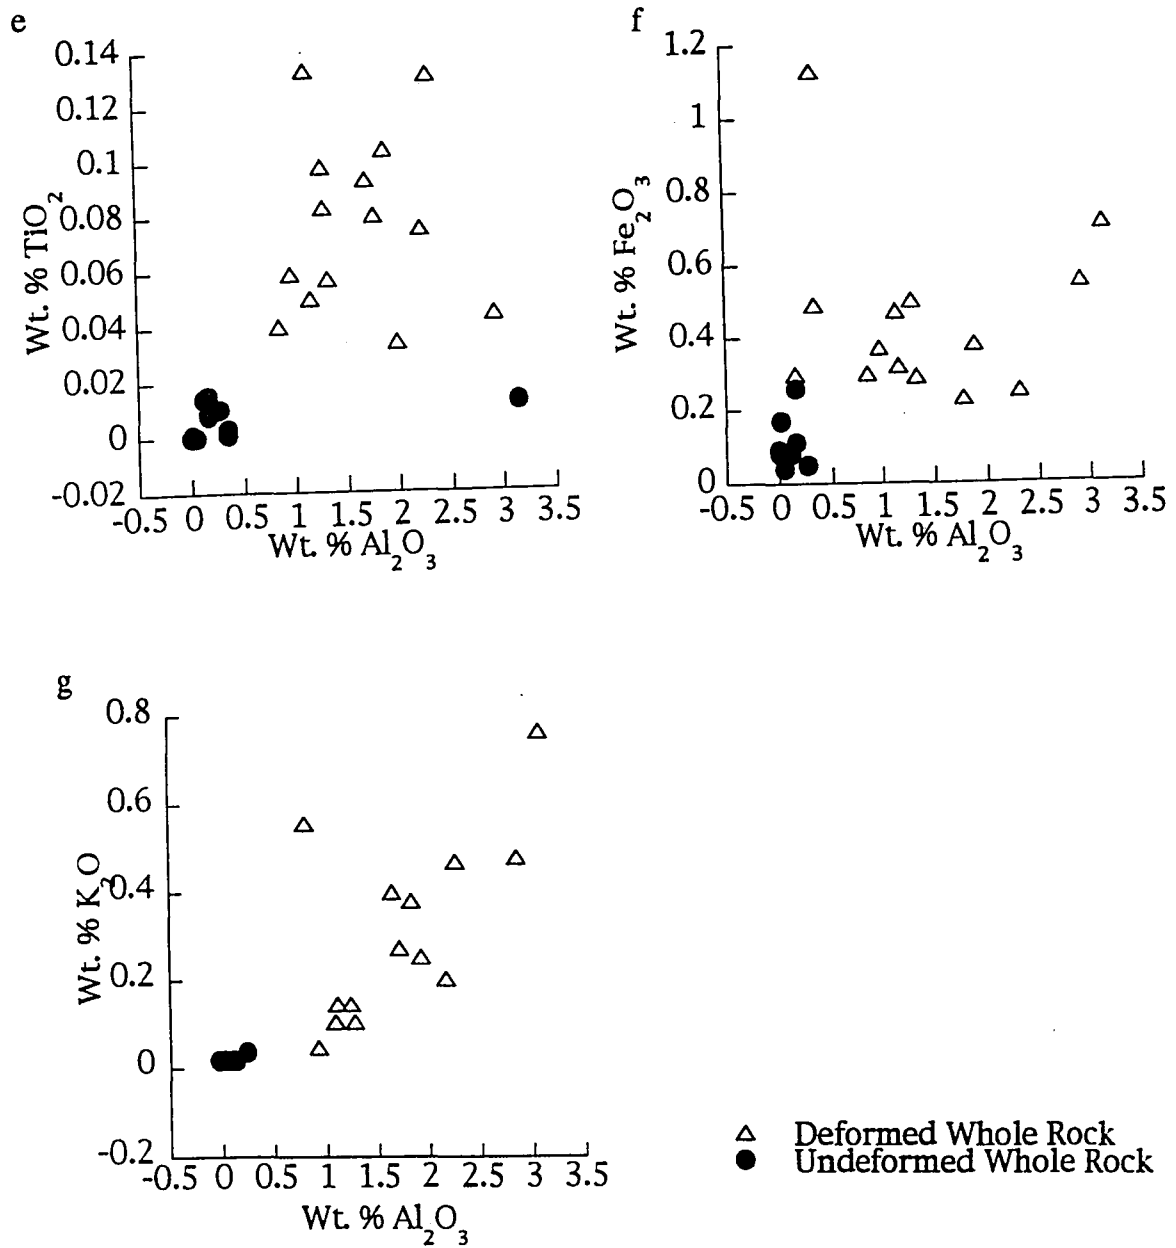 e
0.14
0.12
0.1
0.08
0.06
0.04
0.02
0
-0.02
Wt. % TiO₂
-0.5 0 0.5 1 1.5 2 2.5 3 3.5
Wt. % Al₂O₃
f
1.2
1
0.8
0.6
0.4
0.2
0
Wt. % Fe₂O₃
-0.5 0 0.5 1 1.5 2 2.5 3 3.5
Wt. % Al₂O₃
g
0.8
0.6
0.4
0.2
0
-0.2
Wt. % K₂O
-0.5 0 0.5 1 1.5 2 2.5 3 3.5
Wt. % Al₂O₃
Deformed Whole Rock
Undeformed Whole Rock